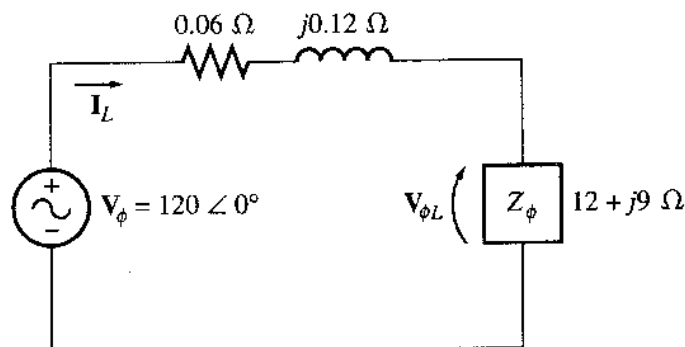 0.06 Ω
j0.12 Ω
I_L
+
V_ϕ = 120 ∠ 0°
−
V_ϕL
Z_ϕ
12 + j9 Ω